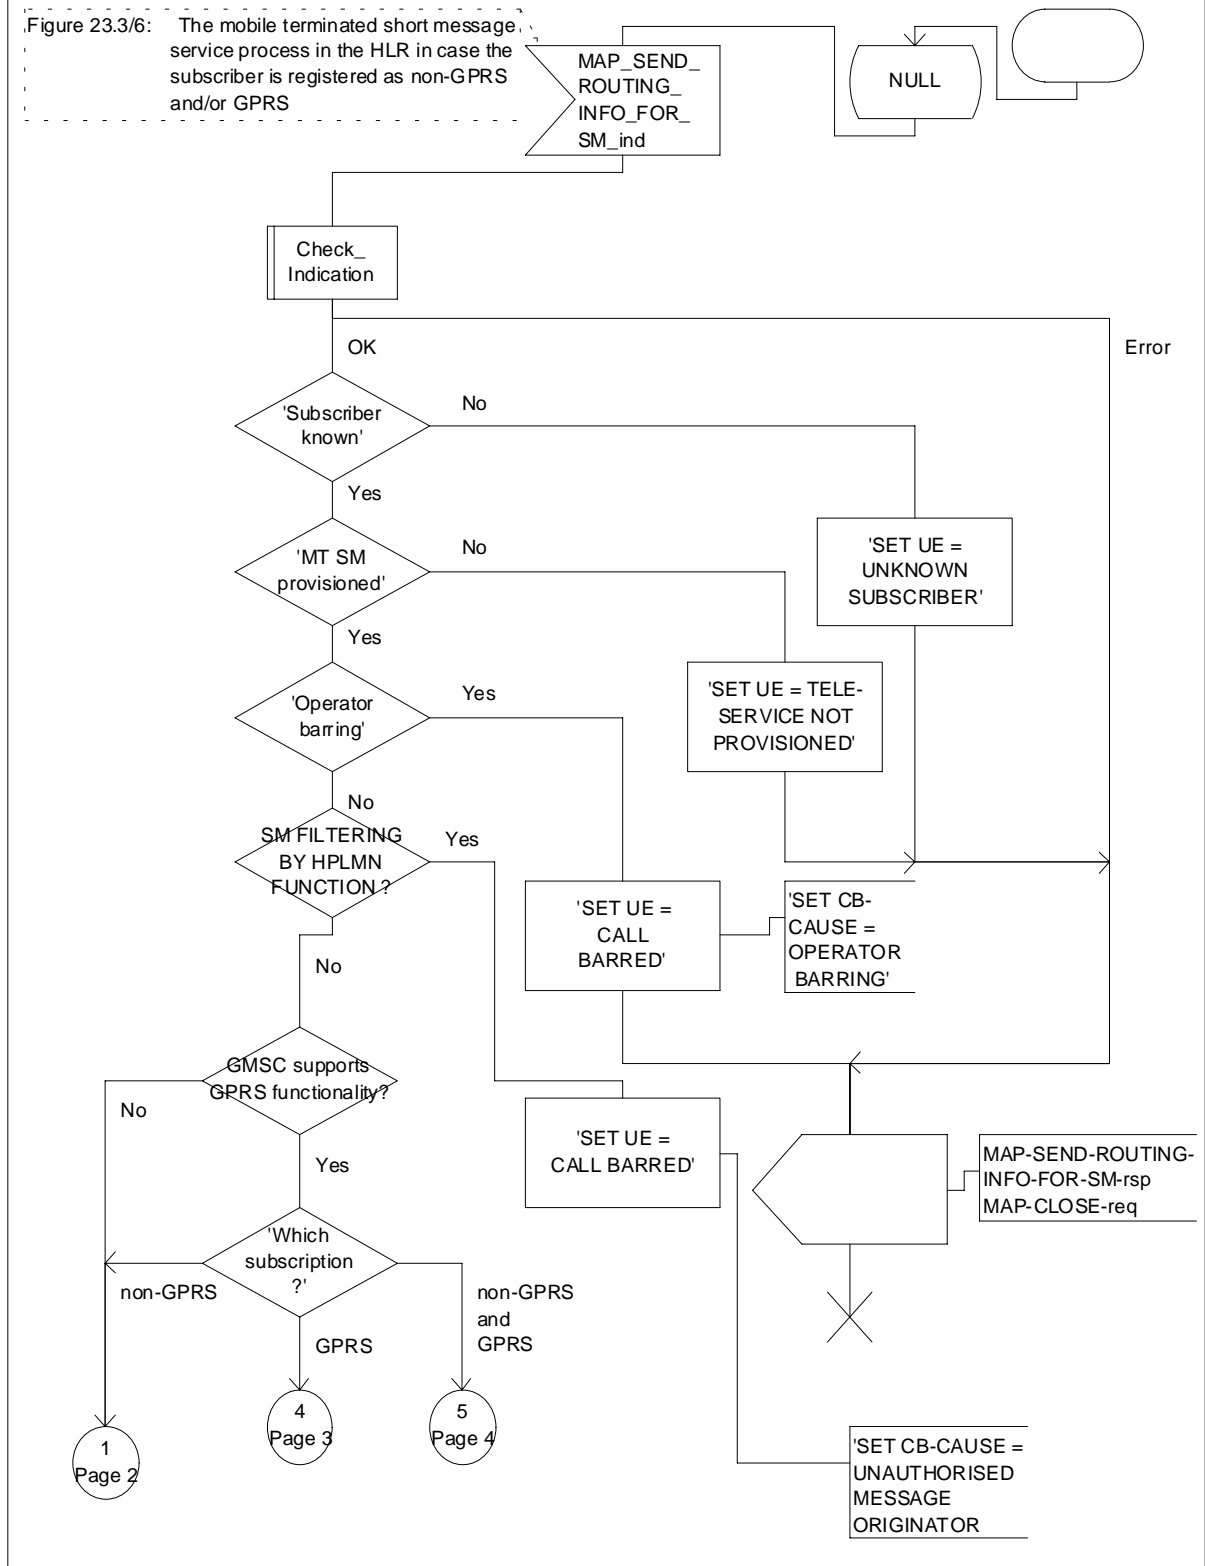 Figure 23.3/6: The mobile terminated short message
service process in the HLR in case the
subscriber is registered as non-GPRS
and/or GPRS
MAP_SEND_
ROUTING_
INFO_FOR_
SM_ind
NULL
Check_
Indication
OK
Error
'Subscriber
known'
No
Yes
'MT SM
provisioned'
No
'SET UE =
UNKNOWN
SUBSCRIBER'
Yes
'Operator
barring'
Yes
'SET UE = TELE-
SERVICE NOT
PROVISIONED'
No
SM FILTERING
BY HPLMN
FUNCTION ?
Yes
'SET UE =
CALL
BARRED'
'SET CB-
CAUSE =
OPERATOR
BARRING'
No
GMSC supports
GPRS functionality?
No
Yes
'SET UE =
CALL BARRED'
MAP-SEND-ROUTING-
INFO-FOR-SM-rsp
MAP-CLOSE-req
'Which
subscription
?'
non-GPRS
GPRS
non-GPRS
and
GPRS
1
Page 2
4
Page 3
5
Page 4
'SET CB-CAUSE =
UNAUTHORISED
MESSAGE
ORIGINATOR